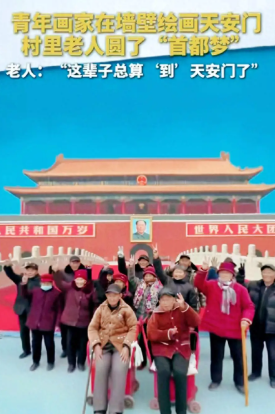 青年画家在墙壁绘画天安门
村里老人圆了“首都梦”
老人：“这辈子总算‘到’天安门了”
人民共和国万岁
世界人民大团